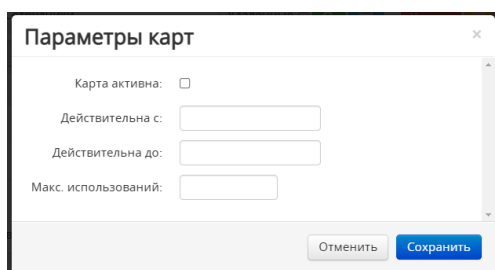 Параметры карт
×
Карта активна:
Действительна с:
Действительна до:
Макс. использований:
Отменить Сохранить